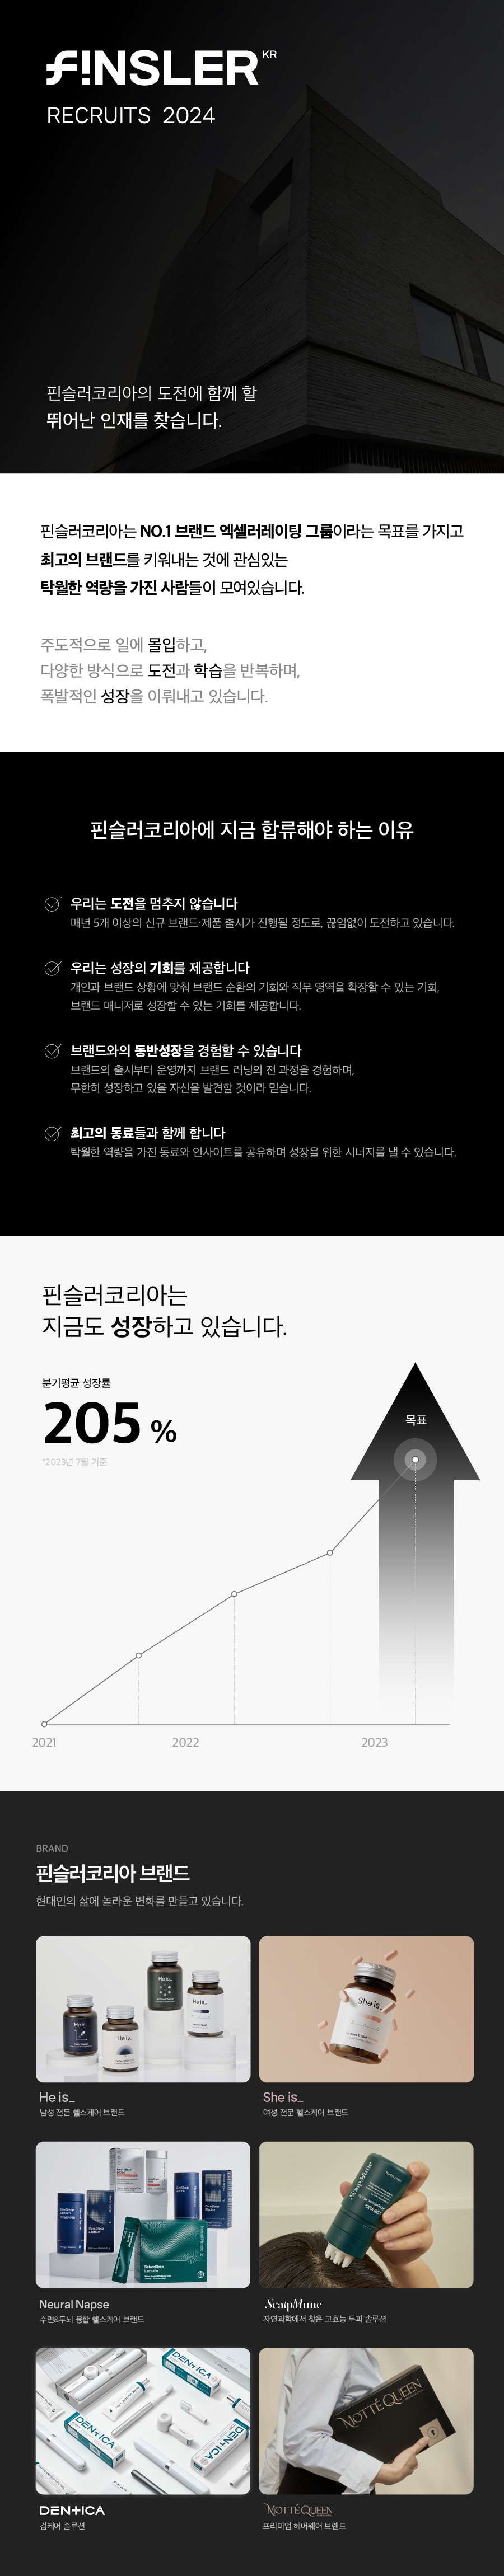 FINSLER KR
RECRUITS 2024
핀슬러코리아의 도전에 함께 할
뛰어난 인재를 찾습니다.
핀슬러코리아는 NO.1 브랜드 엑셀러레이팅 그룹이라는 목표를 가지고
최고의 브랜드를 키워내는 것에 관심있는
탁월한 역량을 가진 사람들이 모여있습니다.
주도적으로 일에 몰입하고,
다양한 방식으로 도전과 학습을 반복하며,
폭발적인 성장을 이뤄내고 있습니다.
핀슬러코리아에 지금 합류해야 하는 이유
우리는 도전을 멈추지 않습니다
매년 5개 이상의 신규 브랜드·제품 출시가 진행될 정도로, 끊임없이 도전하고 있습니다.
우리는 성장의 기회를 제공합니다
개인과 브랜드 상황에 맞춰 브랜드 순환의 기회와 직무 영역을 확장할 수 있는 기회,
브랜드 매니저로 성장할 수 있는 기회를 제공합니다.
브랜드와의 동반성장을 경험할 수 있습니다
브랜드의 출시부터 운영까지 브랜드 러닝의 전 과정을 경험하며,
무한히 성장하고 있을 자신을 발견할 것이라 믿습니다.
최고의 동료들과 함께 합니다
탁월한 역량을 가진 동료와 인사이트를 공유하며 성장을 위한 시너지를 낼 수 있습니다.
핀슬러코리아는
지금도 성장하고 있습니다.
분기평균 성장률
205 %
*2023년 7월 기준
목표
2021
2022
2023
BRAND
핀슬러코리아 브랜드
현대인의 삶에 놀라운 변화를 만들고 있습니다.
He is_
He is_
He is_
He is_
She is_
He is_
남성 전문 헬스케어 브랜드
She is_
여성 전문 헬스케어 브랜드
ScalpMune
Neural Napse
수면&두뇌 융합 헬스케어 브랜드
ScalpMune
자연과학에서 찾은 고효능 두피 솔루션
DENTICA
DENTICA
DENTICA
MOTTÉ QUEEN
DENTICA
검케어 솔루션
MOTTÉ QUEEN
프리미엄 헤어웨어 브랜드